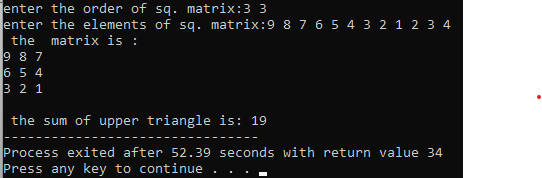 enter the order of sq. matrix:3 3
enter the elements of sq. matrix:9 8 7 6 5 4 3 2 1 2 3 4
 the  matrix is :
9 8 7
6 5 4
3 2 1

 the sum of upper triangle is: 19
--------------------------------
Process exited after 52.39 seconds with return value 34
Press any key to continue . . .